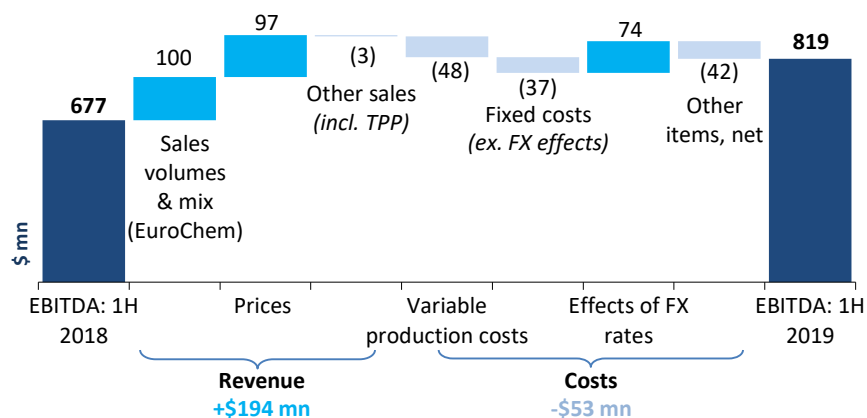 97
100
74
819
(3)
(48)
(37)
(42)
677
Other sales
(incl. TPP)
Fixed costs
(ex. FX effects)
Other
items, net
Sales
volumes
& mix
(EuroChem)
$ mn
EBITDA: 1H
2018
Prices
Variable
production costs
Effects of FX
rates
EBITDA: 1H
2019
Revenue
+$194 mn
Costs
-$53 mn